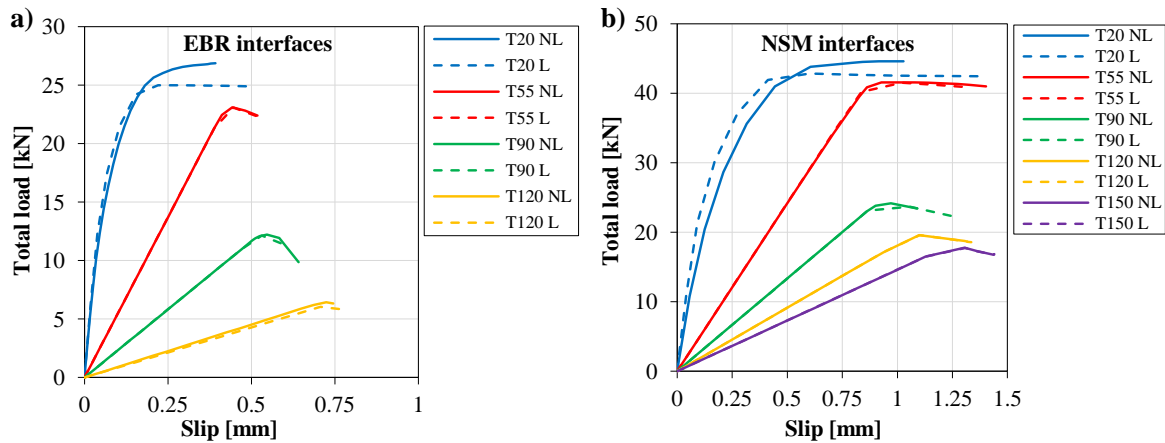 a)
EBR interfaces
Total load [kN]
30
25
20
15
10
5
0
0
0.25
0.5
0.75
1
Slip [mm]
T20 NL
T20 L
T55 NL
T55 L
T90 NL
T90 L
T120 NL
T120 L
b)
NSM interfaces
Total load [kN]
50
40
30
20
10
0
0
0.25
0.5
0.75
1
1.25
1.5
Slip [mm]
T20 NL
T20 L
T55 NL
T55 L
T90 NL
T90 L
T120 NL
T120 L
T150 NL
T150 L